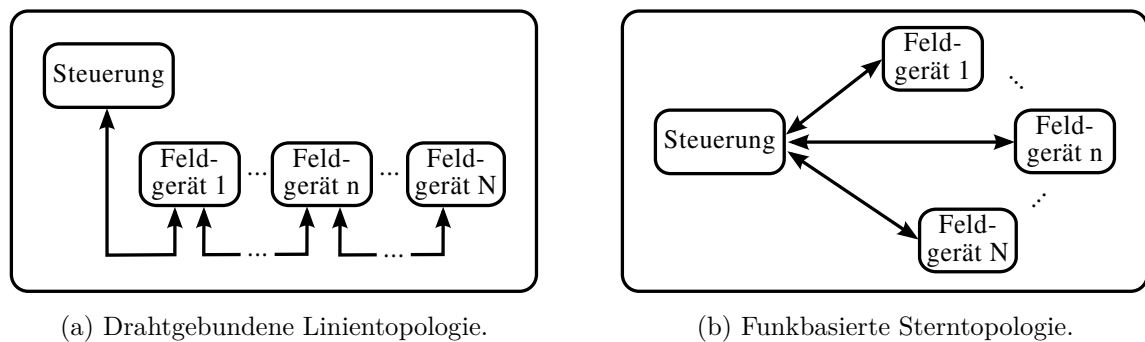 Steuerung
Feld-
gerät 1
...
Feld-
gerät n
...
Feld-
gerät N
...
...
(a) Drahtgebundene Linientopologie.
Steuerung
Feld-
gerät 1
...
Feld-
gerät n
...
Feld-
gerät N
(b) Funkbasierte Sterntopologie.